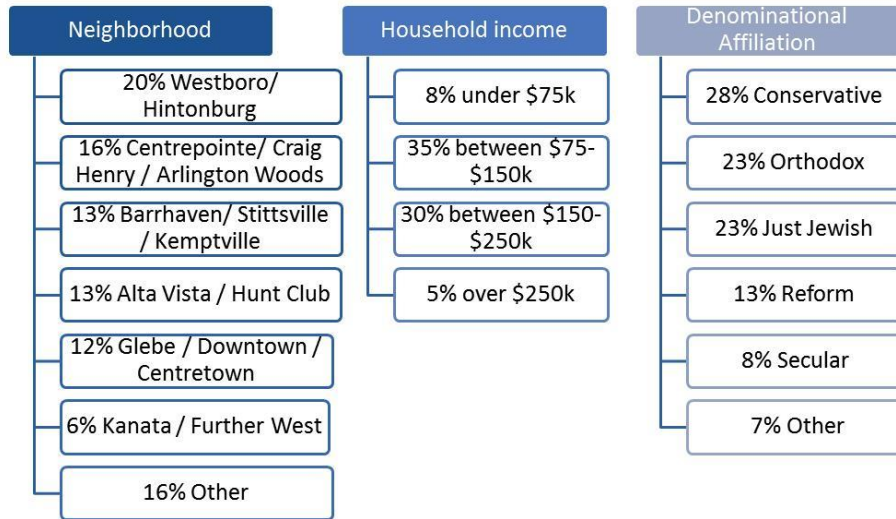 Neighborhood
20% Westboro/
Hintonburg
16% Centrepointe/ Craig
Henry / Arlington Woods
13% Barrhaven/ Stittsville
/ Kemptville
13% Alta Vista / Hunt Club
12% Glebe / Downtown /
Centretown
6% Kanata / Further West
16% Other
Household income
8% under $75k
35% between $75-
$150k
30% between $150-
$250k
5% over $250k
Denominational
Affiliation
28% Conservative
23% Orthodox
23% Just Jewish
13% Reform
8% Secular
7% Other